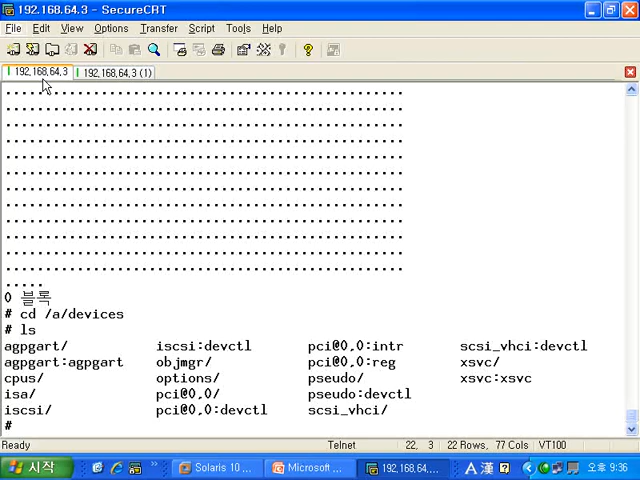 192.168.64.3 - SecureCRT
File Edit View Options Transfer Script Tools Help
192,168,64,3 192,168,64,3 (1)
..................................................
..................................................
..................................................
..................................................
..................................................
..................................................
..................................................
..................................................
..................................................
..................................................
..................................................
..................................................
.....
0 블록
# cd /a/devices
# ls
agpgart/ iscsi:devctl pci@0,0:intr scsi_vhci:devctl
agpgart:agpgart objmgr/ pci@0,0:reg xsvc/
cpus/ options/ pseudo/ xsvc:xsvc
isa/ pci@0,0/ pseudo:devctl
iscsi/ pci@0,0:devctl scsi_vhci/
#
Ready Telnet 22, 3 22 Rows, 77 Cols VT100
시작 Solaris 10 ... Microsoft ... 192,168,64,... A 漢 오후 9:36